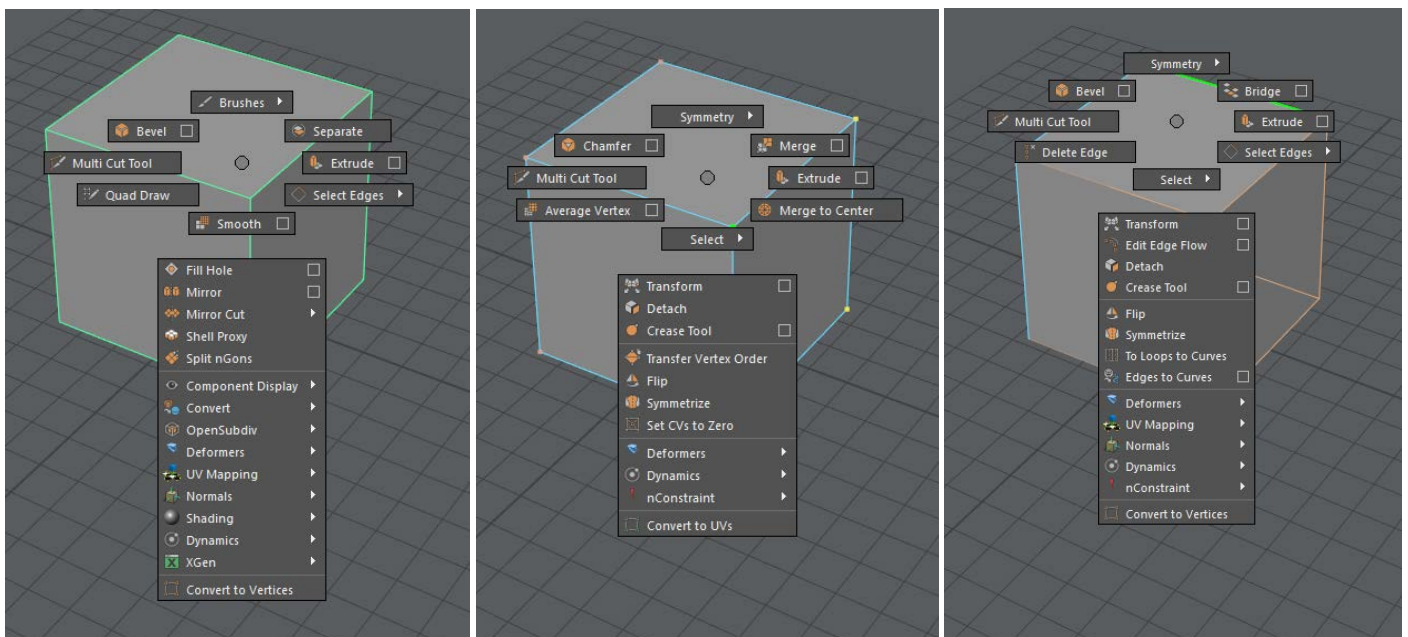 Brushes
Bevel
Separate
Multi Cut Tool
Extrude
Quad Draw
Select Edges
Smooth
Fill Hole
Mirror
Mirror Cut
Shell Proxy
Split nGons
Component Display
Convert
OpenSubdiv
Deformers
UV Mapping
Normals
Shading
Dynamics
XGen
Convert to Vertices
Symmetry
Chamfer
Merge
Multi Cut Tool
Extrude
Average Vertex
Merge to Center
Select
Transform
Detach
Crease Tool
Transfer Vertex Order
Flip
Symmetrize
Set CVs to Zero
Deformers
Dynamics
nConstraint
Convert to UVs
Symmetry
Bevel
Bridge
Multi Cut Tool
Extrude
Delete Edge
Select Edges
Select
Transform
Edit Edge Flow
Detach
Crease Tool
Flip
Symmetrize
To Loops to Curves
Edges to Curves
Deformers
UV Mapping
Normals
Dynamics
nConstraint
Convert to Vertices